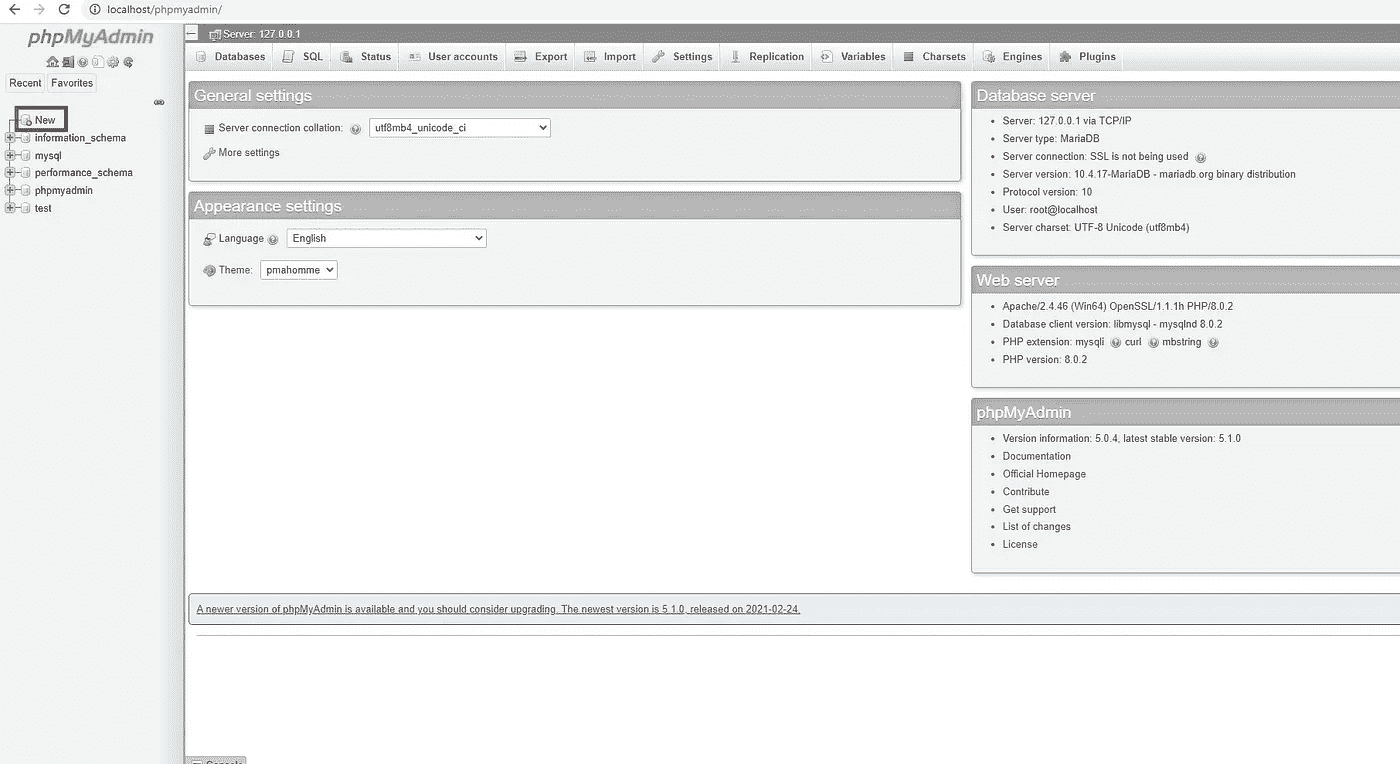 localhost/phpmyadmin/
phpMyAdmin
Recent Favorites
New
information_schema
mysql
performance_schema
phpmyadmin
test
Server: 127.0.0.1
Databases SQL Status User accounts Export Import Settings Replication Variables Charsets Engines Plugins
General settings
Server connection collation: utf8mb4_unicode_ci
More settings
Appearance settings
Language English
Theme: pmahomme
Database server
Server: 127.0.0.1 via TCP/IP
Server type: MariaDB
Server connection: SSL is not being used
Server version: 10.4.17-MariaDB - mariadb.org binary distribution
Protocol version: 10
User: root@localhost
Server charset: UTF-8 Unicode (utf8mb4)
Web server
Apache/2.4.46 (Win64) OpenSSL/1.1.1h PHP/8.0.2
Database client version: libmysql - mysqlnd 8.0.2
PHP extension: mysqli curl mbstring
PHP version: 8.0.2
phpMyAdmin
Version information: 5.0.4, latest stable version: 5.1.0
Documentation
Official Homepage
Contribute
Get support
List of changes
License
A newer version of phpMyAdmin is available and you should consider upgrading. The newest version is 5.1.0, released on 2021-02-24.
Console